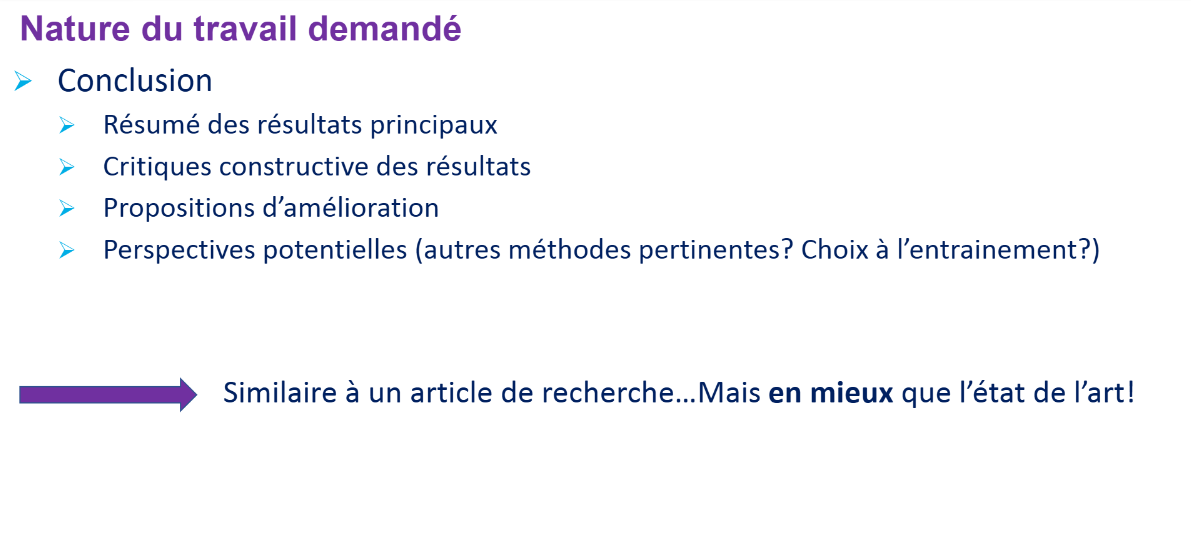 Nature du travail demandé
Conclusion
Résumé des résultats principaux
Critiques constructive des résultats
Propositions d’amélioration
Perspectives potentielles (autres méthodes pertinentes? Choix à l’entrainement?)
Similaire à un article de recherche…Mais en mieux que l’état de l’art!